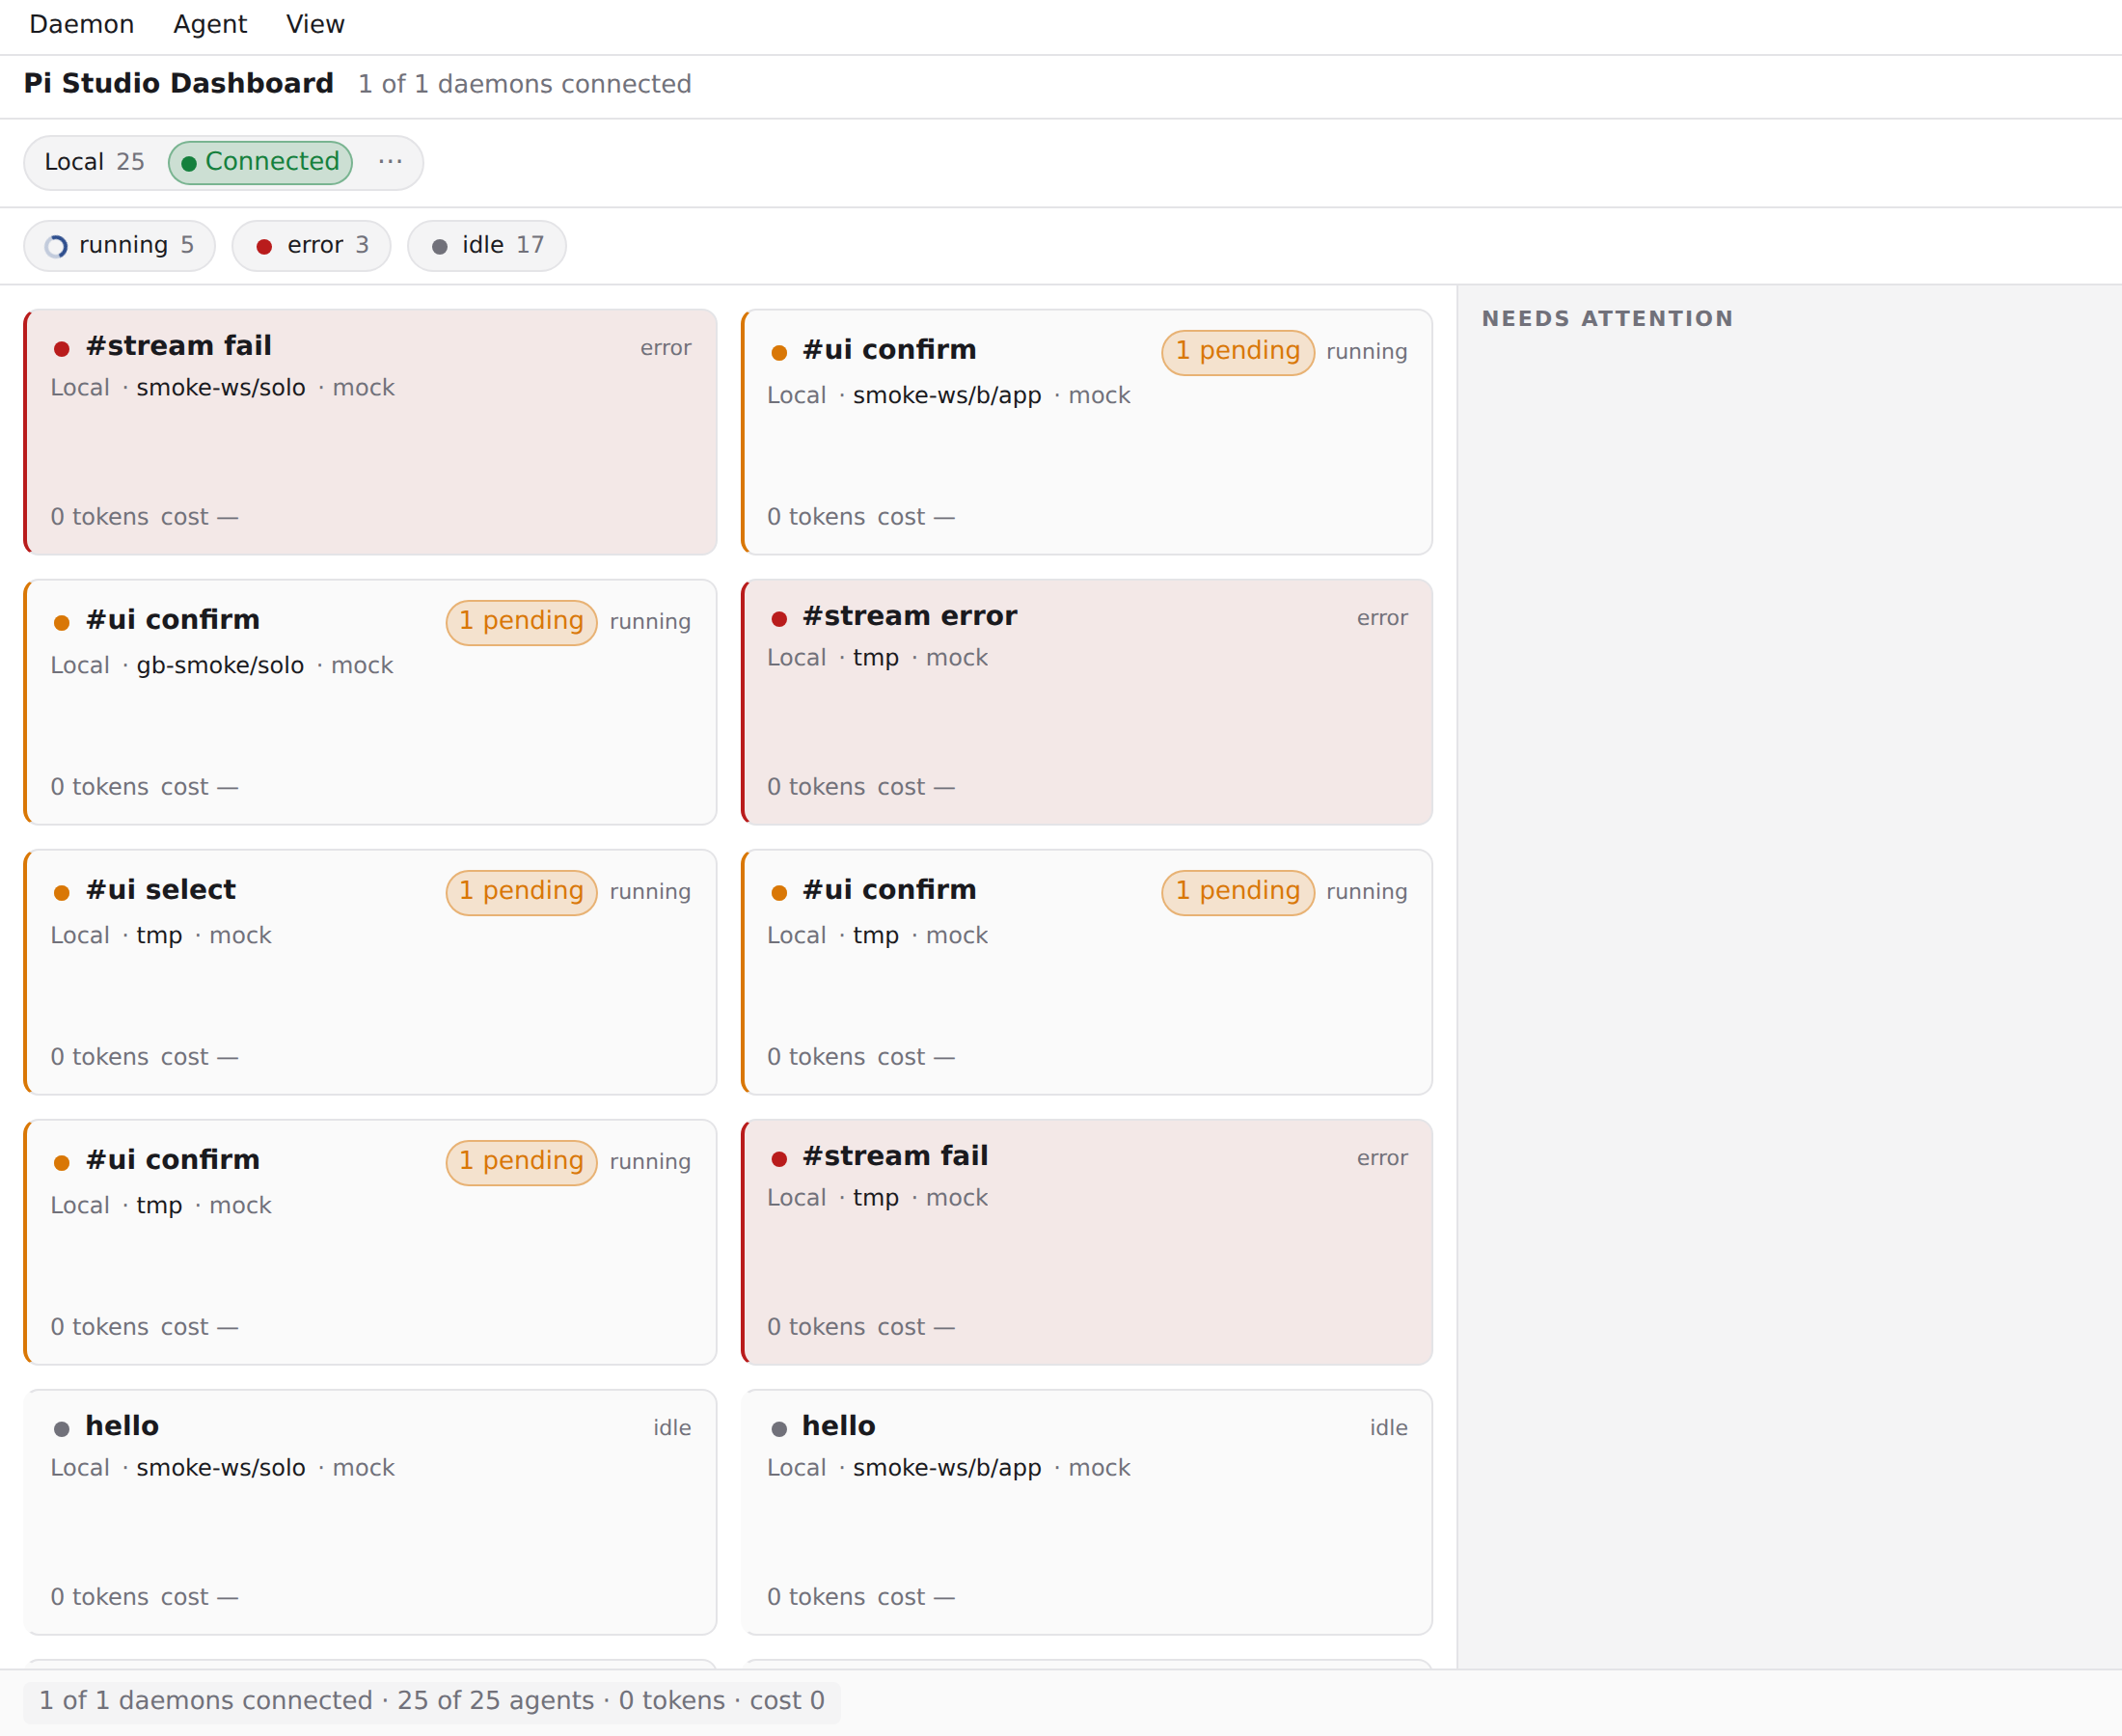 Daemon Agent View
Pi Studio Dashboard 1 of 1 daemons connected
Local 25 Connected ···
running 5 error 3 idle 17
#stream fail error
Local · smoke-ws/solo · mock
0 tokens cost —
#ui confirm 1 pending running
Local · smoke-ws/b/app · mock
0 tokens cost —
NEEDS ATTENTION
#ui confirm 1 pending running
Local · gb-smoke/solo · mock
0 tokens cost —
#stream error error
Local · tmp · mock
0 tokens cost —
#ui select 1 pending running
Local · tmp · mock
0 tokens cost —
#ui confirm 1 pending running
Local · tmp · mock
0 tokens cost —
#ui confirm 1 pending running
Local · tmp · mock
0 tokens cost —
#stream fail error
Local · tmp · mock
0 tokens cost —
hello idle
Local · smoke-ws/solo · mock
0 tokens cost —
hello idle
Local · smoke-ws/b/app · mock
0 tokens cost —
1 of 1 daemons connected · 25 of 25 agents · 0 tokens · cost 0